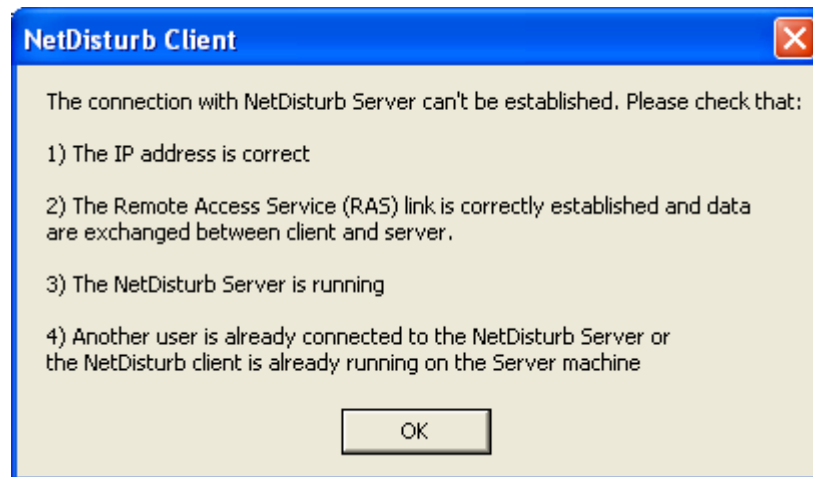 NetDisturb Client
The connection with NetDisturb Server can't be established. Please check that:
1) The IP address is correct
2) The Remote Access Service (RAS) link is correctly established and data
are exchanged between client and server.
3) The NetDisturb Server is running
4) Another user is already connected to the NetDisturb Server or
the NetDisturb client is already running on the Server machine
OK